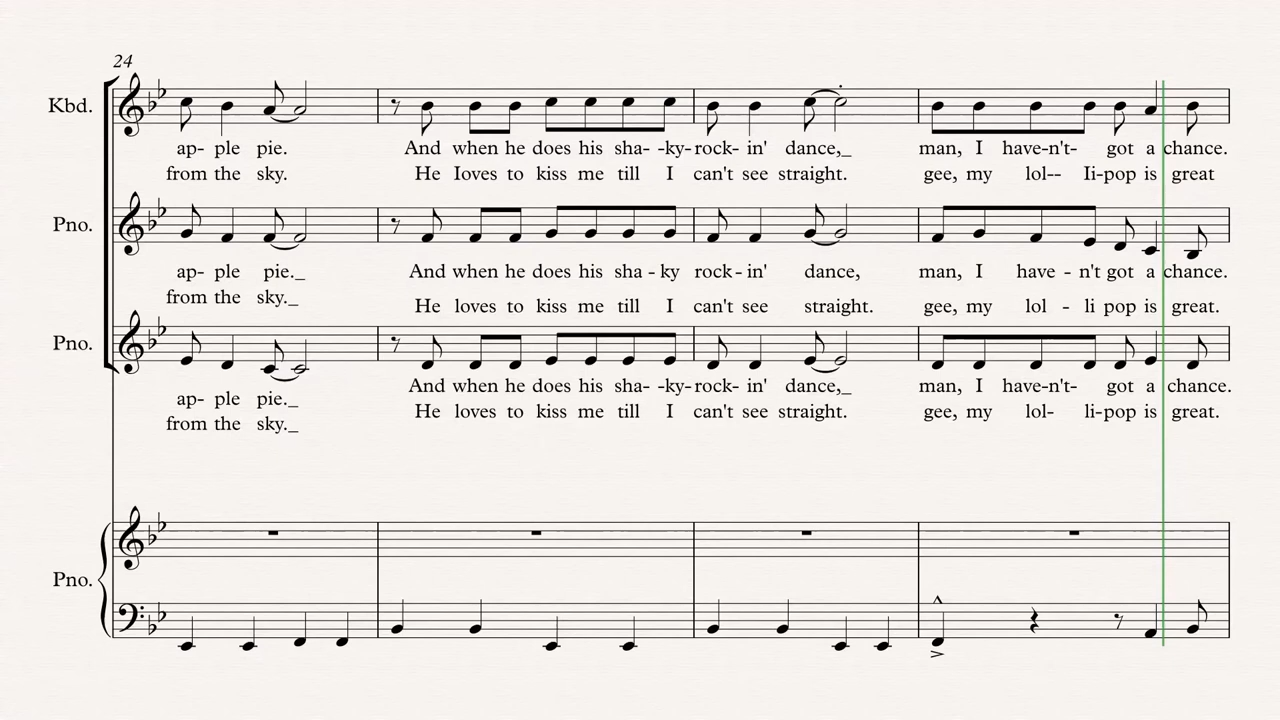 24
Kbd.
ap- ple pie. And when he does his sha- -ky- rock- in' dance,_ man, I have-n't- got a chance.
from the sky. He Ioves to kiss me till I can't see straight. gee, my lol-- Ii-pop is great
Pno.
ap- ple pie._ And when he does his sha - ky rock - in' dance, man, I have - n't got a chance.
from the sky._ He loves to kiss me till I can't see straight. gee, my lol - li pop is great.
Pno.
ap- ple pie._ And when he does his sha- -ky- rock- in' dance,_ man, I have-n't- got a chance.
from the sky._ He loves to kiss me till I can't see straight. gee, my lol- li-pop is great.
Pno.